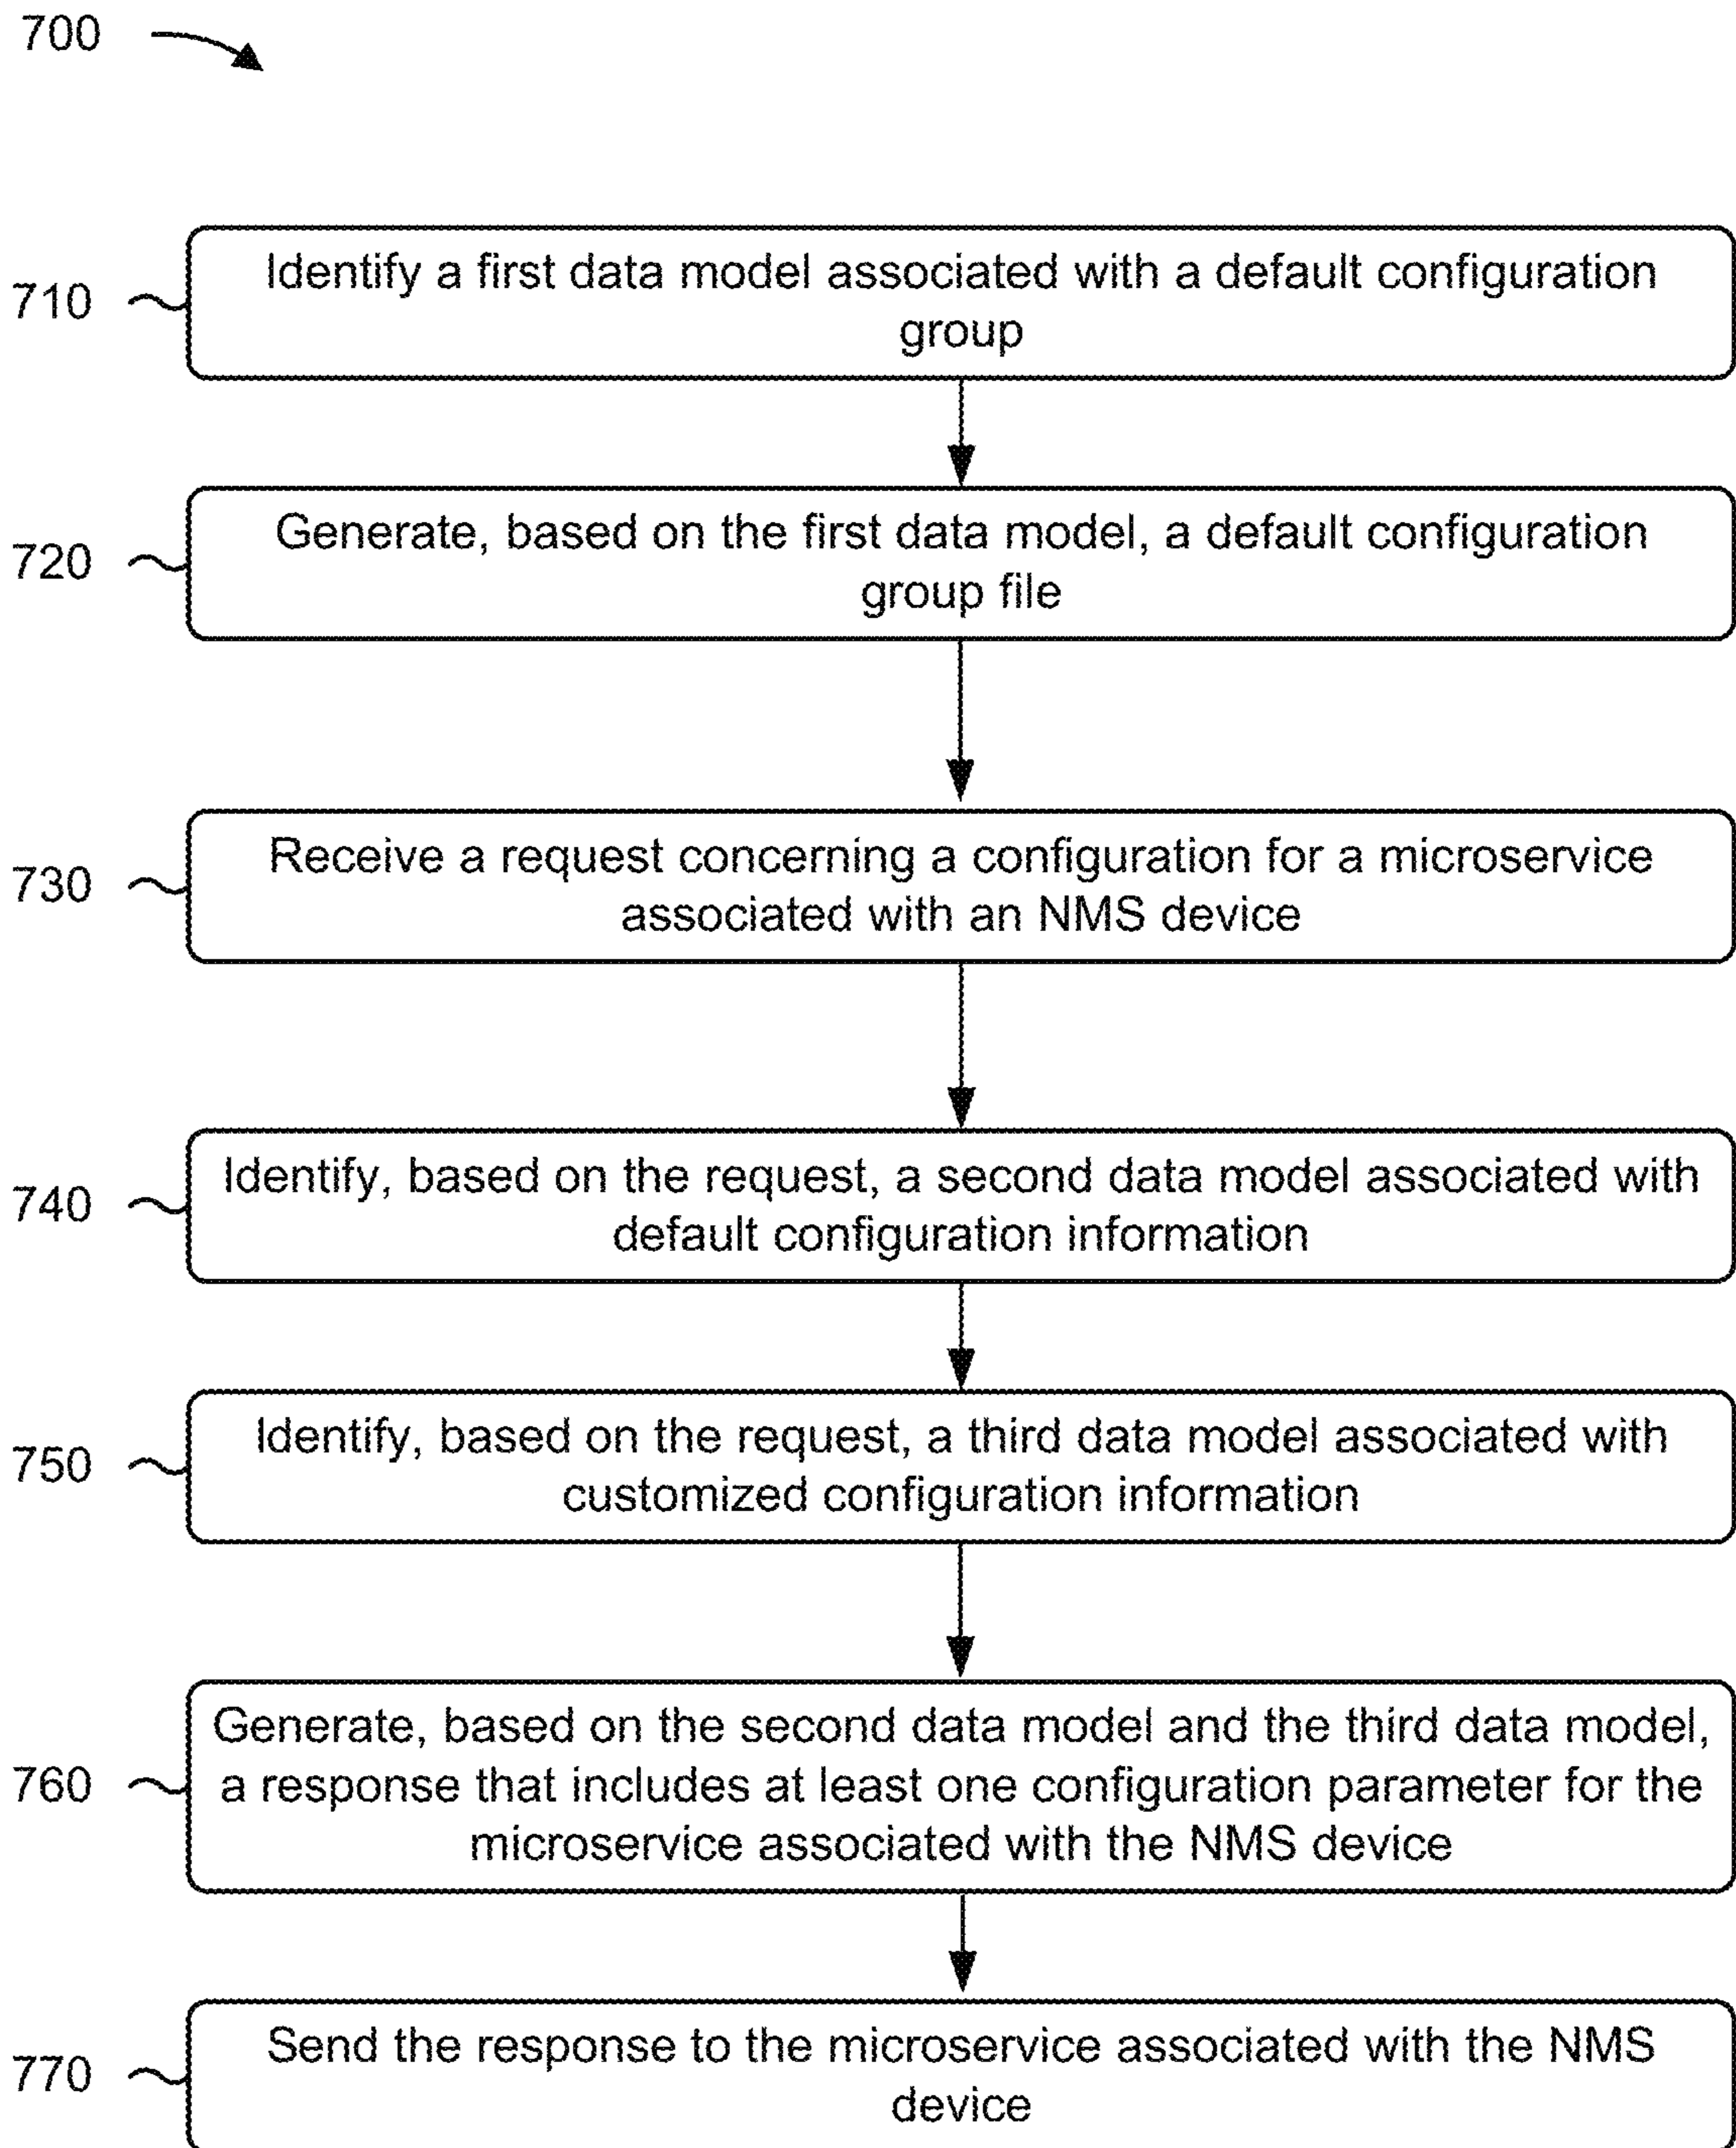 700
710
Identify a first data model associated with a default configuration
group
720
Generate, based on the first data model, a default configuration
group file
730
Receive a request concerning a configuration for a microservice
associated with an NMS device
740
Identify, based on the request, a second data model associated with
default configuration information
750
Identify, based on the request, a third data model associated with
customized configuration information
760
Generate, based on the second data model and the third data model,
a response that includes at least one configuration parameter for the
microservice associated with the NMS device
770
Send the response to the microservice associated with the NMS
device